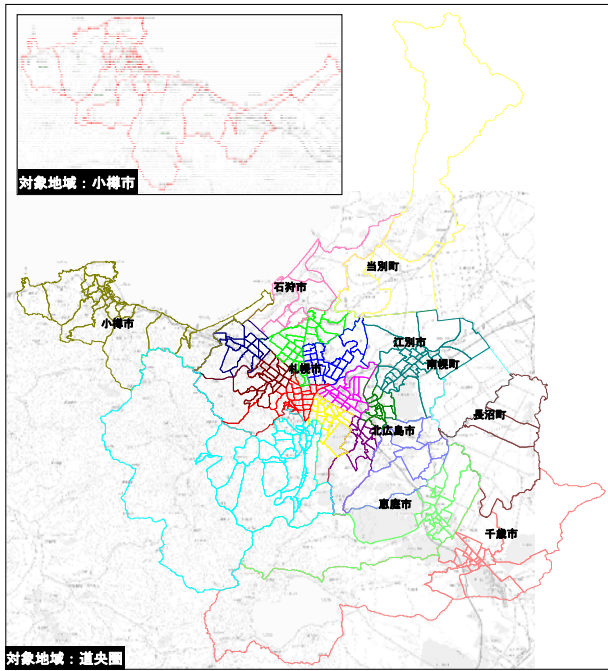 対象地域：小樽市
当別町
石狩市
小樽市
江別市
南幌町
札幌市
長沼町
北広島市
恵庭市
千歳市
対象地域：道央圏